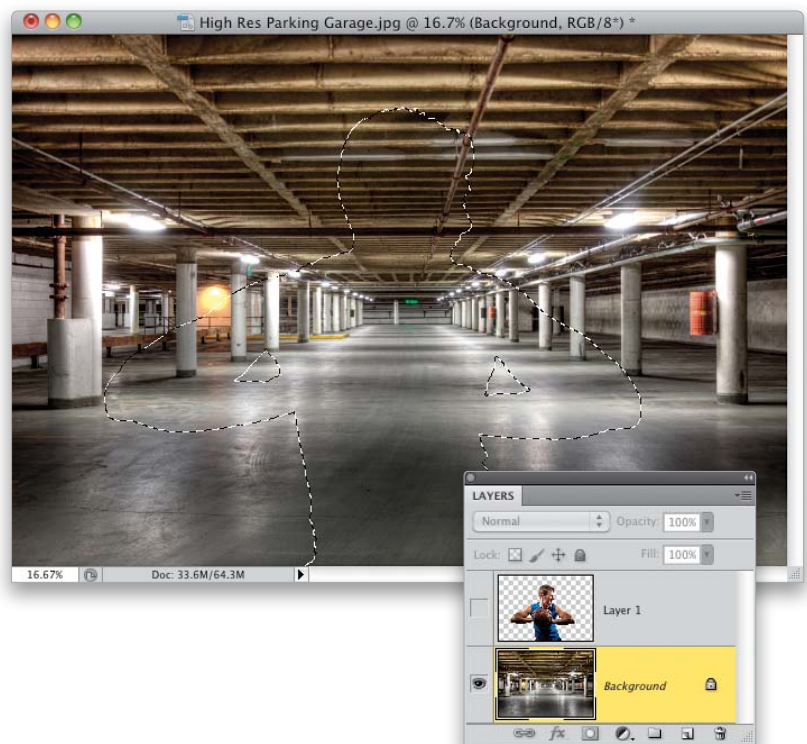 High Res Parking Garage.jpg @ 16.7% (Background, RGB/8*) *
16.67%
Doc: 33.6M/64.3M
LAYERS
Normal
Opacity: 100%
Lock:
Fill: 100%
Layer 1
Background
fx